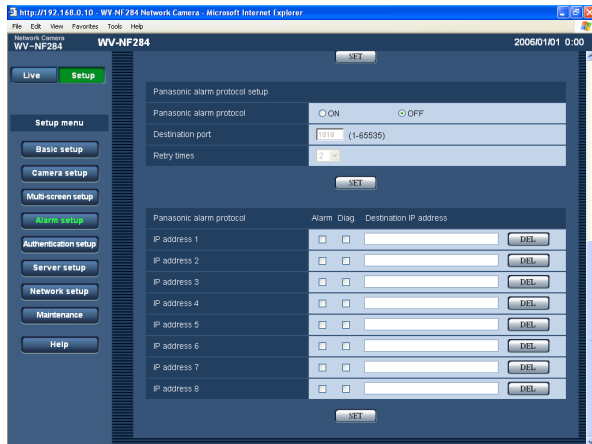 http://192.168.0.10 - WV-NF284 Network Camera - Microsoft Internet Explorer
File Edit View Favorites Tools Help
Network Camera
WV-NF284
WV-NF284
2006/01/01 0:00
SET
Live Setup
Panasonic alarm protocol setup
Panasonic alarm protocol ON OFF
Setup menu
Destination port 1818 (1-65535)
Basic setup
Retry times 2
Camera setup
SET
Multi-screen setup
Alarm setup
Panasonic alarm protocol Alarm Diag. Destination IP address
Authentication setup
IP address 1 DEL
IP address 2 DEL
Server setup
IP address 3 DEL
Network setup
IP address 4 DEL
Maintenance
IP address 5 DEL
Help
IP address 6 DEL
IP address 7 DEL
IP address 8 DEL
SET